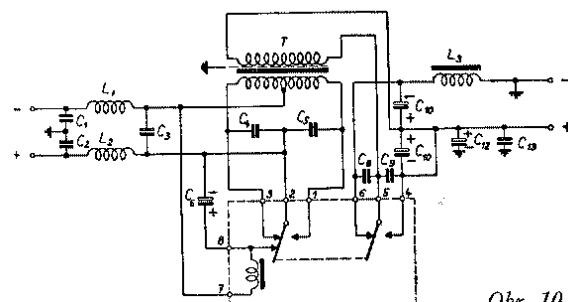 T
L₃
L₁
−
−
C₁₀
C₁
C₄
C₅
+
C₂
C₃
+
L₂
C₁₀
C₁₂
C₁₃
+
C₈
C₉
C₆
+
3
2
1
6
5
4
8
7
Obr. 10